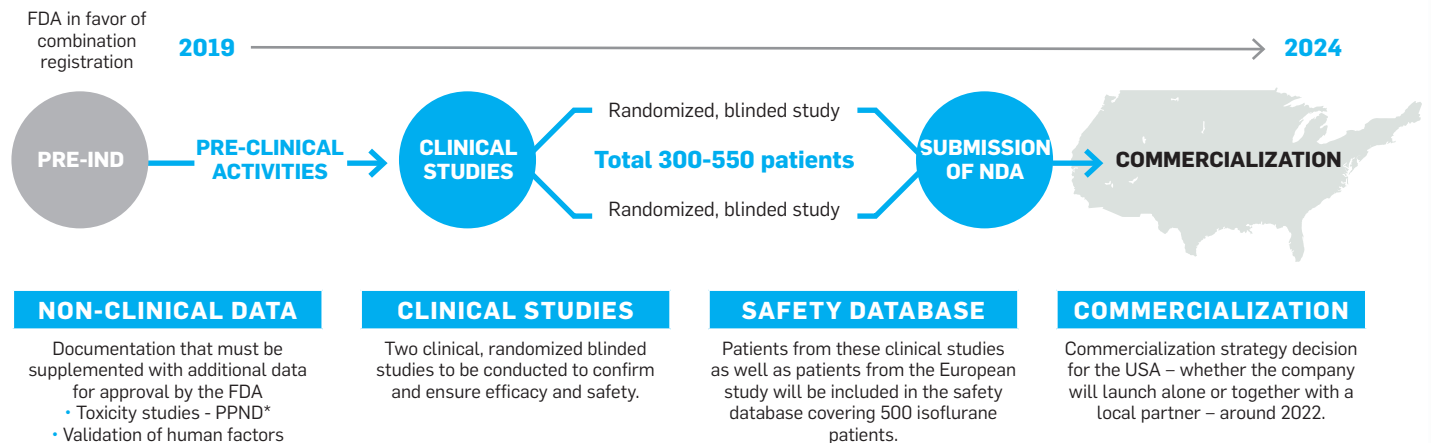 FDA in favor of
combination
registration
2019
2024
PRE-IND
PRE-CLINICAL
ACTIVITIES
CLINICAL
STUDIES
Randomized, blinded study
Total 300-550 patients
Randomized, blinded study
SUBMISSION
OF NDA
COMMERCIALIZATION
NON-CLINICAL DATA
Documentation that must be
supplemented with additional data
for approval by the FDA
• Toxicity studies - PPND*
• Validation of human factors
CLINICAL STUDIES
Two clinical, randomized blinded
studies to be conducted to confirm
and ensure efficacy and safety.
SAFETY DATABASE
Patients from these clinical studies
as well as patients from the European
study will be included in the safety
database covering 500 isoflurane
patients.
COMMERCIALIZATION
Commercialization strategy decision
for the USA – whether the company
will launch alone or together with a
local partner – around 2022.